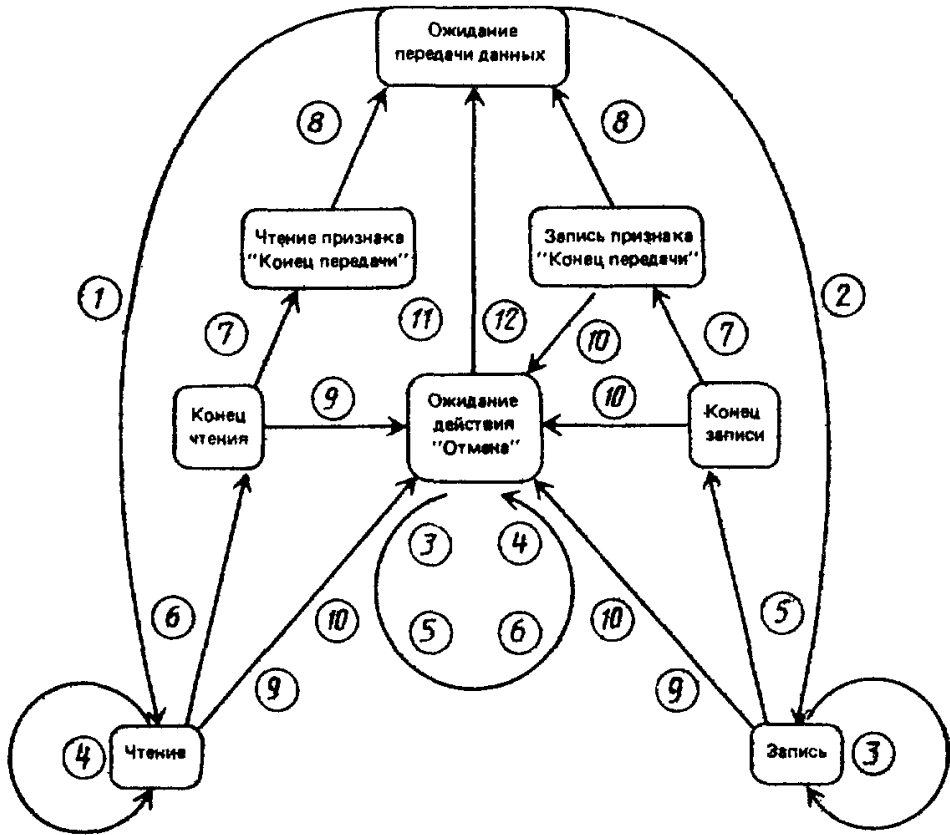 Ожидание
передачи данных
8
8
Чтение признака
"Конец передачи"
Запись признака
"Конец передачи"
1
2
7
11
12
10
7
9
10
Конец
чтения
Ожидание
действия
"Отмена"
Конец
записи
3
4
6
10
5
6
10
5
9
9
4
Чтение
Запись
3